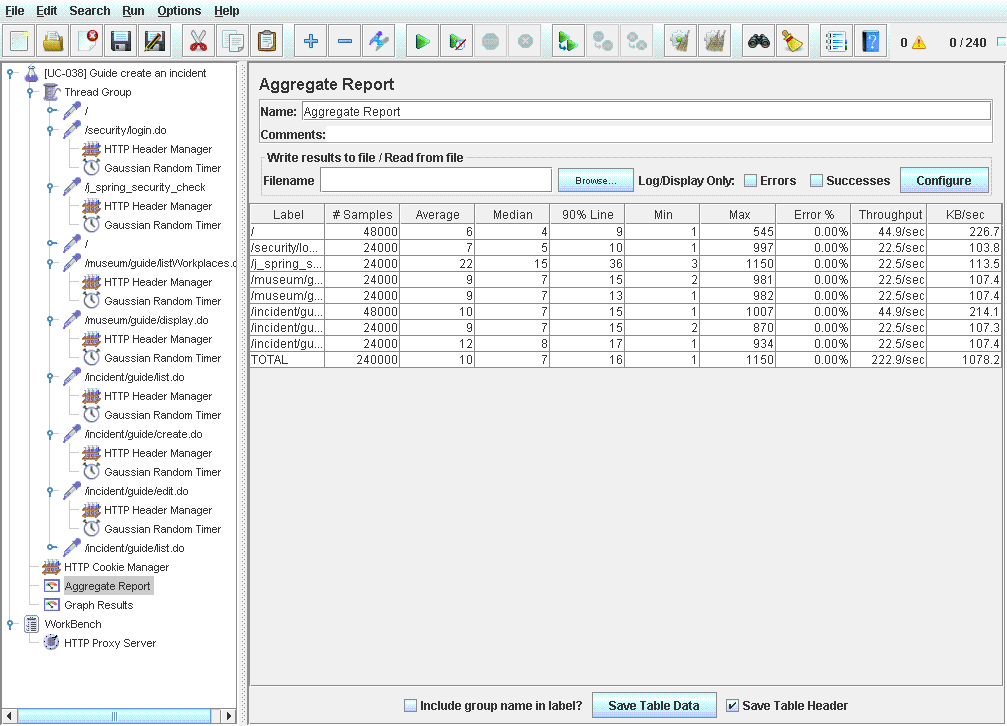 File Edit Search Run Options Help
0 0 / 240
[UC-038] Guide create an incident
Thread Group
/
/security/login.do
HTTP Header Manager
Gaussian Random Timer
/j_spring_security_check
HTTP Header Manager
Gaussian Random Timer
/
/museum/guide/listWorkplaces.d
HTTP Header Manager
Gaussian Random Timer
/museum/guide/display.do
HTTP Header Manager
Gaussian Random Timer
/incident/guide/list.do
HTTP Header Manager
Gaussian Random Timer
/incident/guide/create.do
HTTP Header Manager
Gaussian Random Timer
/incident/guide/edit.do
HTTP Header Manager
Gaussian Random Timer
/incident/guide/list.do
HTTP Cookie Manager
Aggregate Report
Graph Results
WorkBench
HTTP Proxy Server
Aggregate Report
Name: Aggregate Report
Comments:
Write results to file / Read from file
Filename Browse... Log/Display Only: Errors Successes Configure
Label # Samples Average Median 90% Line Min Max Error % Throughput KB/sec
/ 48000 6 4 9 1 545 0.00% 44.9/sec 226.7
/security/lo... 24000 7 5 10 1 997 0.00% 22.5/sec 103.8
/j_spring_s... 24000 22 15 36 3 1150 0.00% 22.5/sec 113.5
/museum/g... 24000 9 7 15 2 981 0.00% 22.5/sec 107.4
/museum/g... 24000 9 7 13 1 982 0.00% 22.5/sec 107.4
/incident/gu... 48000 10 7 15 1 1007 0.00% 44.9/sec 214.1
/incident/gu... 24000 9 7 15 2 870 0.00% 22.5/sec 107.3
/incident/gu... 24000 12 8 17 1 934 0.00% 22.5/sec 107.4
TOTAL 240000 10 7 16 1 1150 0.00% 222.9/sec 1078.2
Include group name in label? Save Table Data Save Table Header